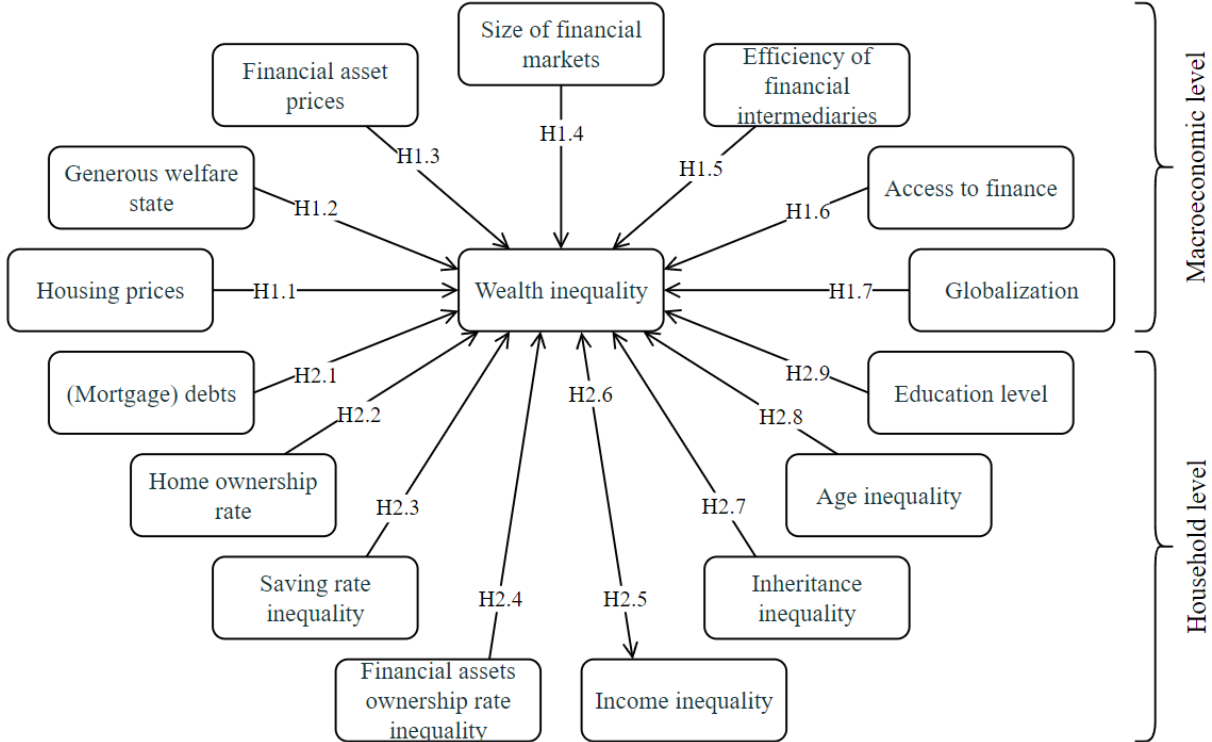 Size of financial
markets
Financial asset
prices
Efficiency of
financial
intermediaries
H1.4
H1.3
H1.5
Generous welfare
state
H1.2
H1.6
Access to finance
Housing prices
H1.1
Wealth inequality
H1.7
Globalization
Macroeconomic level
(Mortgage) debts
H2.1
H2.6
H2.9
Education level
H2.2
H2.8
Home ownership
rate
H2.3
H2.7
Age inequality
Saving rate
inequality
H2.4
H2.5
Inheritance
inequality
Financial assets
ownership rate
inequality
Income inequality
Household level